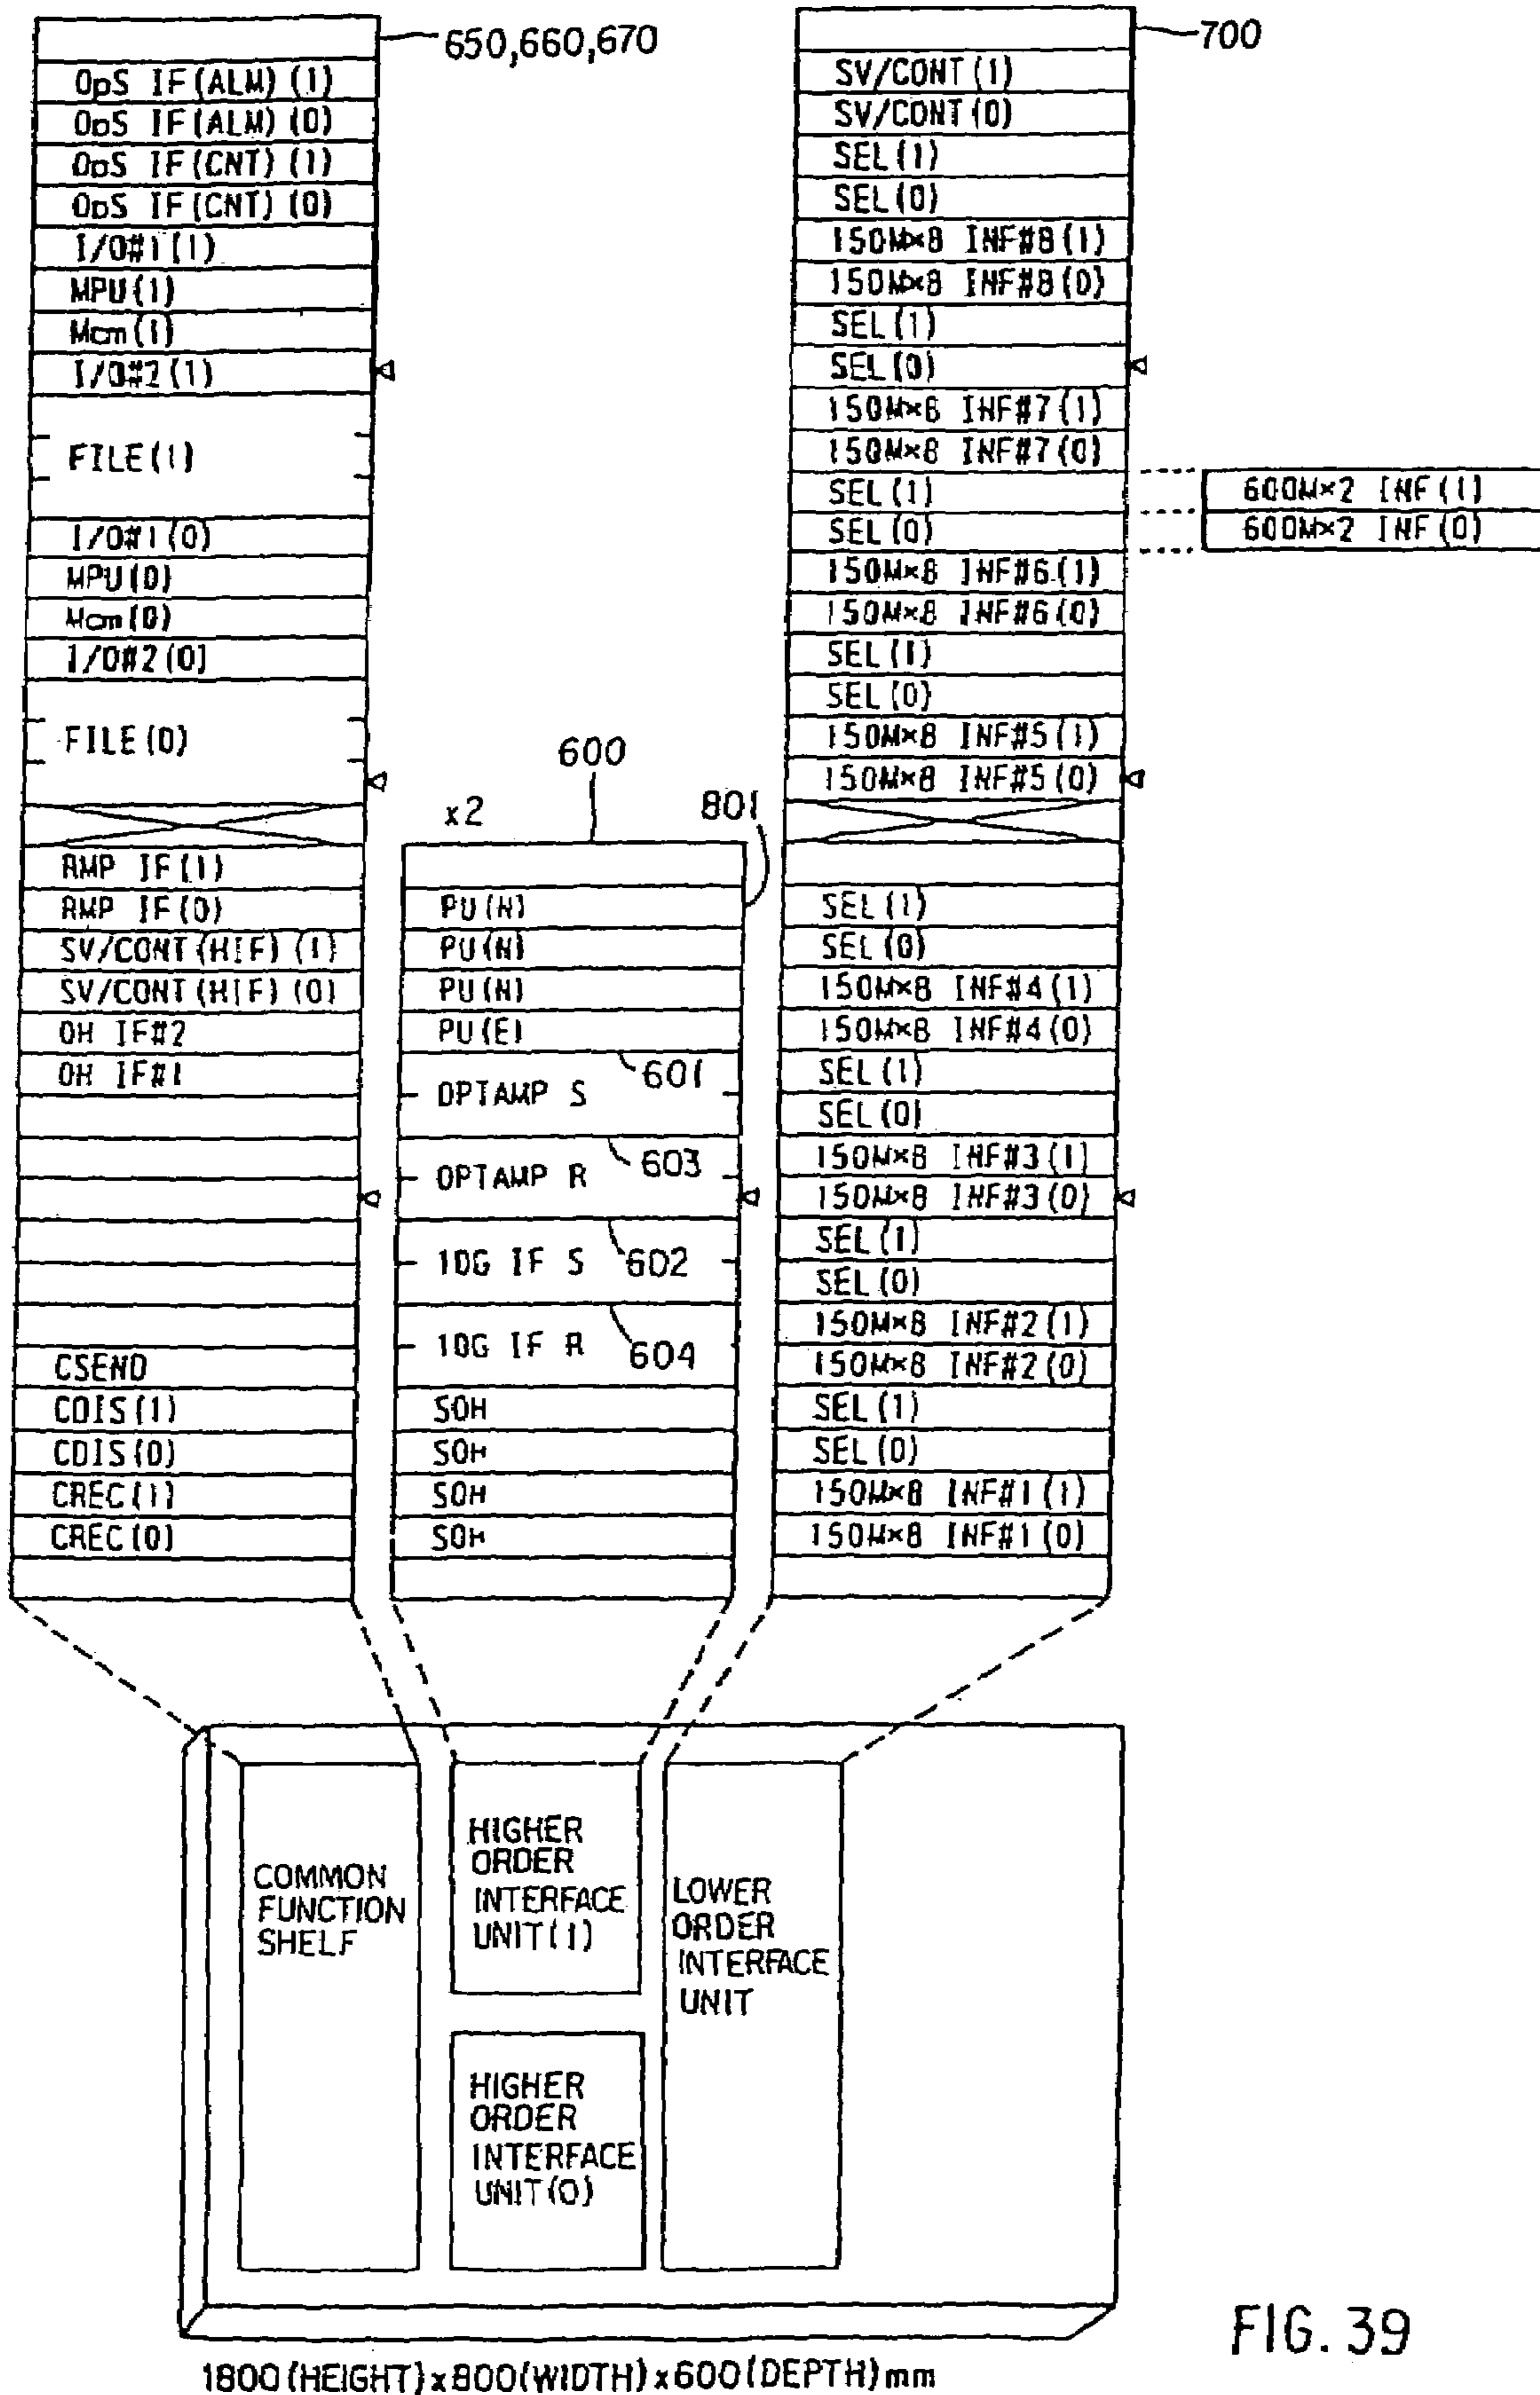 650,660,670
OpS IF(ALM)(1)
OpS IF(ALM)(0)
OpS IF(CNT)(1)
OpS IF(CNT)(0)
I/O#1(1)
MPU(1)
Mem(1)
I/O#2(1)
FILE(1)
I/O#1(0)
MPU(0)
Mem(0)
I/O#2(0)
FILE(0)
RMP IF(1)
RMP IF(0)
SV/CONT(HIF)(1)
SV/CONT(HIF)(0)
OH IF#2
OH IF#1
CSEND
CDIS(1)
CDIS(0)
CREC(1)
CREC(0)
x2
600
801
PU(N)
PU(N)
PU(N)
PU(E)
601
OPTAMP S
603
OPTAMP R
10G IF S
602
10G IF R
604
SOH
SOH
SOH
SOH
700
SV/CONT(1)
SV/CONT(0)
SEL(1)
SEL(0)
150M×8 INF#8(1)
150M×8 INF#8(0)
SEL(1)
SEL(0)
150M×8 INF#7(1)
150M×8 INF#7(0)
SEL(1)
SEL(0)
600M×2 INF(1)
600M×2 INF(0)
150M×8 INF#6(1)
150M×8 INF#6(0)
SEL(1)
SEL(0)
150M×8 INF#5(1)
150M×8 INF#5(0)
SEL(1)
SEL(0)
150M×8 INF#4(1)
150M×8 INF#4(0)
SEL(1)
SEL(0)
150M×8 INF#3(1)
150M×8 INF#3(0)
SEL(1)
SEL(0)
150M×8 INF#2(1)
150M×8 INF#2(0)
SEL(1)
SEL(0)
150M×8 INF#1(1)
150M×8 INF#1(0)
COMMON
FUNCTION
SHELF
HIGHER
ORDER
INTERFACE
UNIT(1)
HIGHER
ORDER
INTERFACE
UNIT(0)
LOWER
ORDER
INTERFACE
UNIT
1800(HEIGHT)x800(WIDTH)x600(DEPTH)mm
FIG. 39